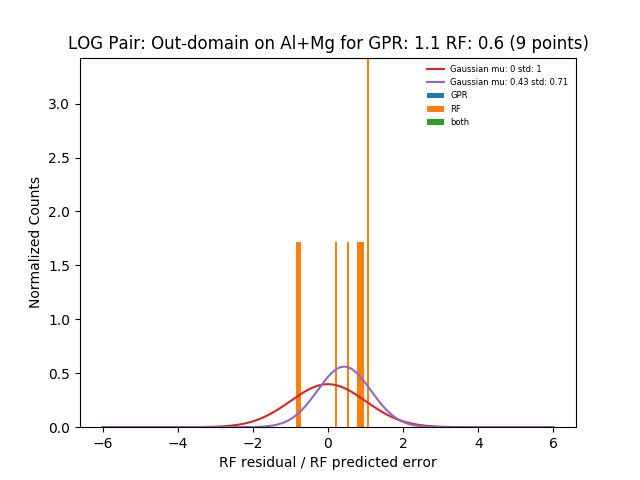 LOG Pair: Out-domain on Al+Mg for GPR: 1.1 RF: 0.6 (9 points)
Gaussian mu: 0 std: 1
Gaussian mu: 0.43 std: 0.71
GPR
RF
both
Normalized Counts
3.0
2.5
2.0
1.5
1.0
0.5
0.0
−6 −4 −2 0 2 4 6
RF residual / RF predicted error